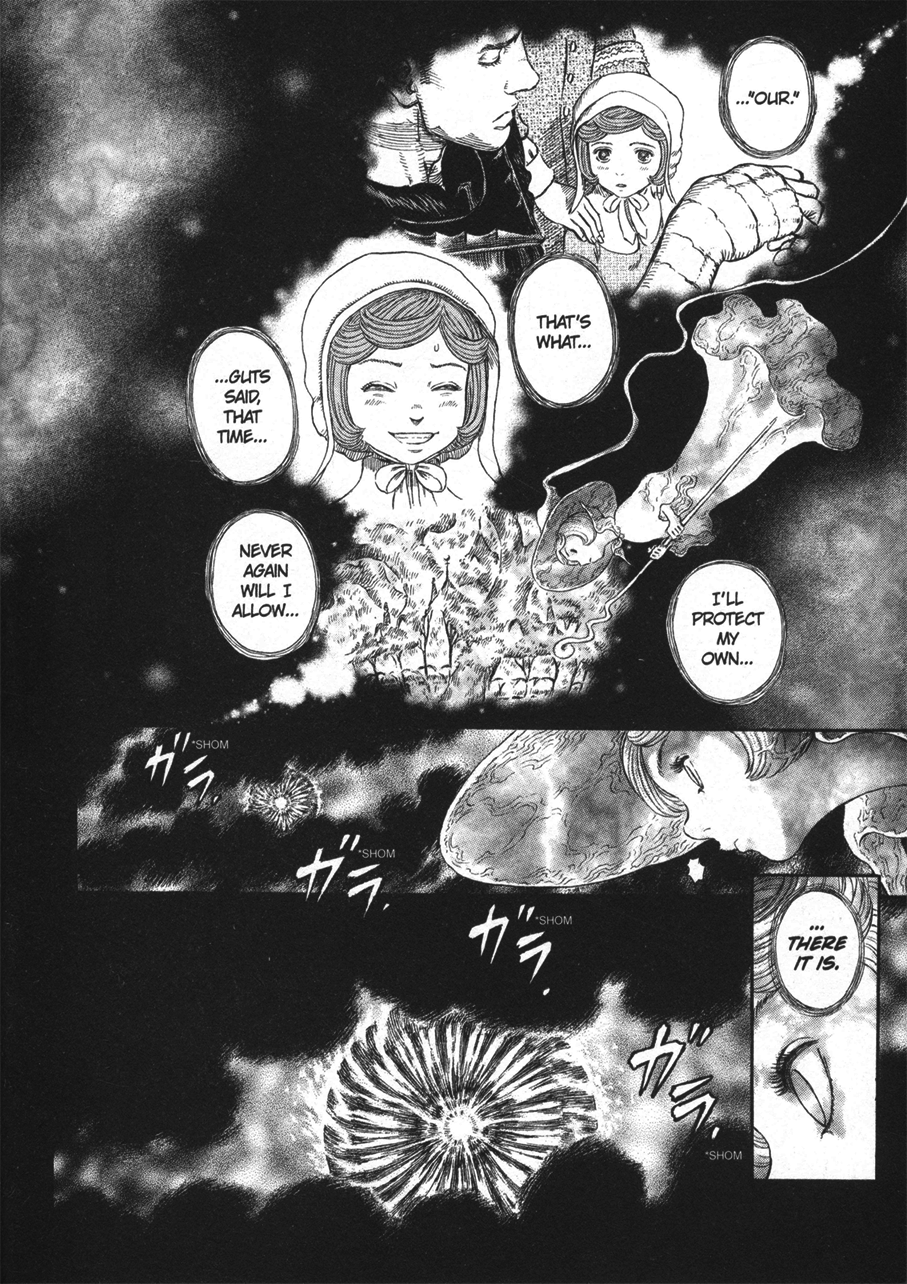 ..."OUR."
THAT'S
WHAT...
...GUTS
SAID,
THAT
TIME...
NEVER
AGAIN
WILL I
ALLOW...
I'LL
PROTECT
MY
OWN...
ガラ
*SHOM
ガラ
*SHOM
ガラ
*SHOM
...
THERE
IT IS.
ガラ
*SHOM